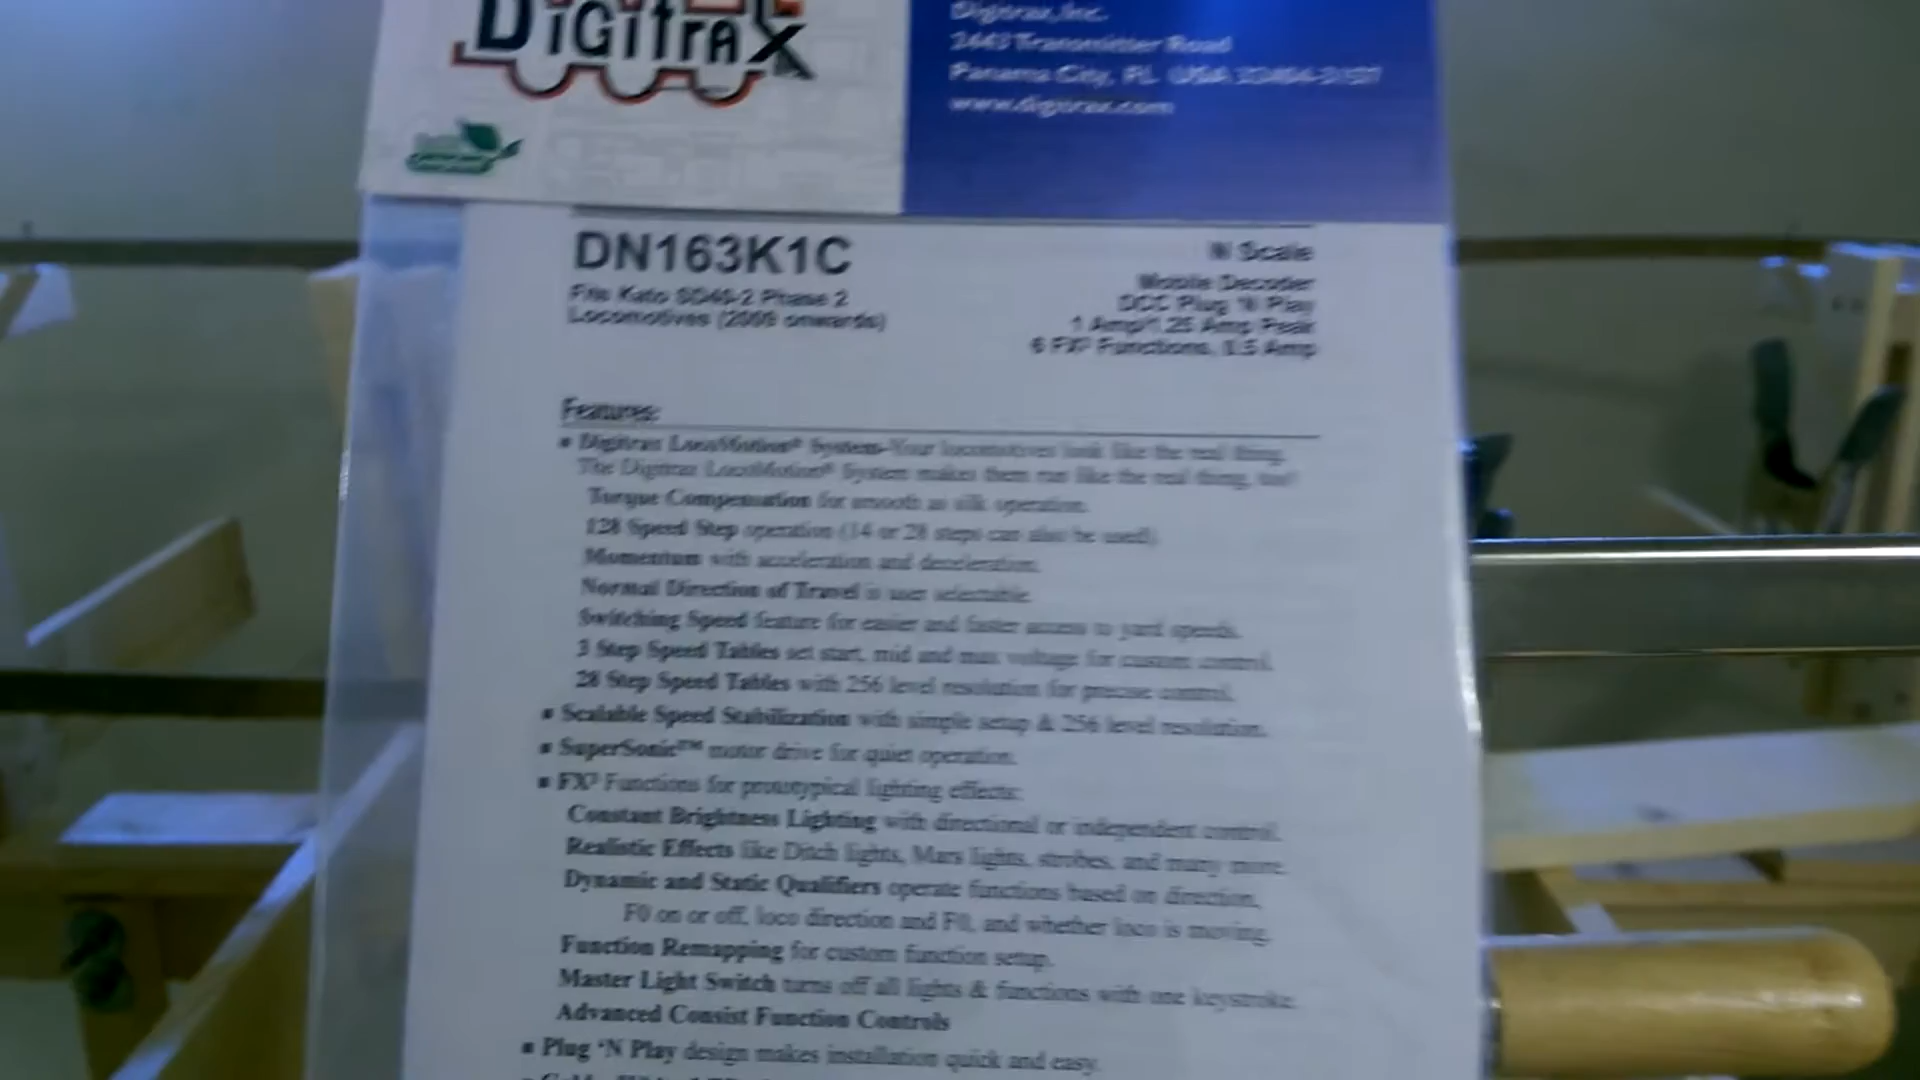 DIGITRAX
Digitrax, Inc.
2443 Transmitter Road
Panama City, FL USA 32404-3157
www.digitrax.com
DN163K1C
Fits Kato SD40-2 Phase 2
Locomotives (2009 onwards)
N Scale
Mobile Decoder
DCC Plug 'N Play
1 Amp/1.25 Amp Peak
6 FX³ Functions, 0.5 Amp
Features:
▪ Digitrax LocoMotion® System-Your locomotives look like the real thing.
The Digitrax LocoMotion® System makes them run like the real thing, too!
Torque Compensation for smooth as silk operation.
128 Speed Step operation (14 or 28 steps can also be used)
Momentum with acceleration and deceleration.
Normal Direction of Travel is user selectable.
Switching Speed feature for easier and faster access to yard speeds.
3 Step Speed Tables set start, mid and max voltage for custom control.
28 Step Speed Tables with 256 level resolution for precise control.
▪ Scalable Speed Stabilization with simple setup & 256 level resolution.
▪ SuperSonic™ motor drive for quiet operation.
▪ FX³ Functions for prototypical lighting effects:
Constant Brightness Lighting with directional or independent control.
Realistic Effects like Ditch lights, Mars lights, strobes, and many more.
Dynamic and Static Qualifiers operate functions based on direction,
F0 on or off, loco direction and F0, and whether loco is moving.
Function Remapping for custom function setup.
Master Light Switch turns off all lights & functions with one keystroke.
Advanced Consist Function Controls
▪ Plug 'N Play design makes installation quick and easy.